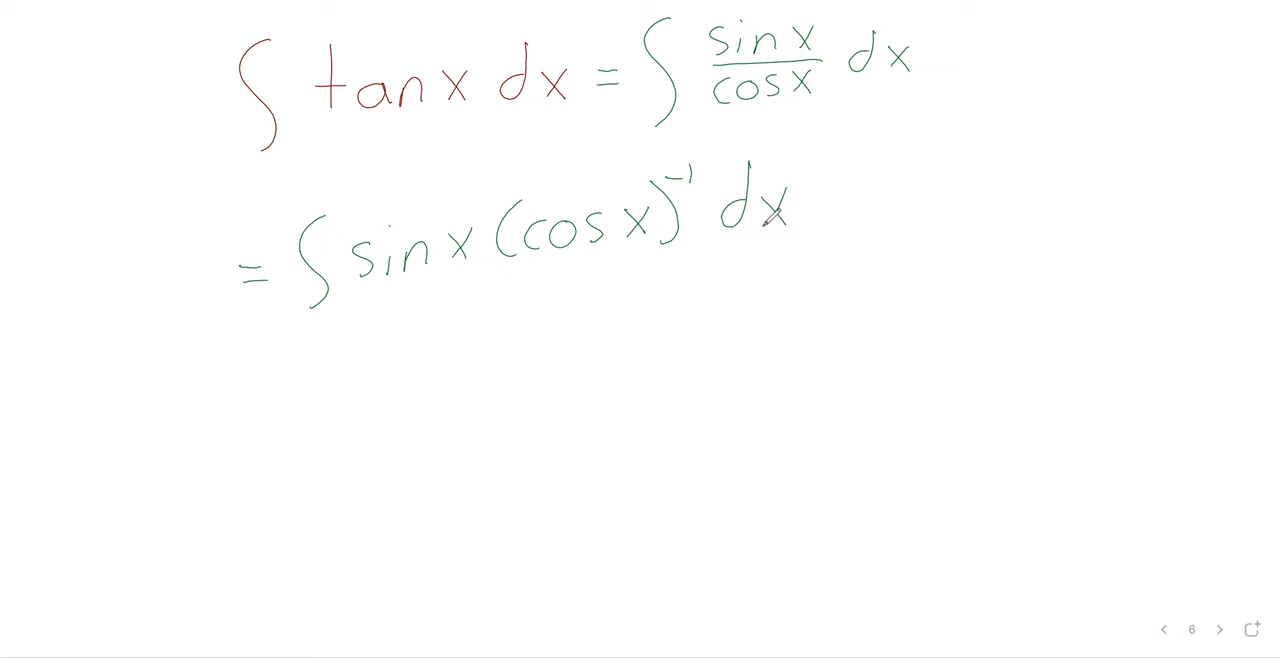 ∫ tan x dx = ∫ sin x / cos x dx
= ∫ sin x (cos x)⁻¹ dx
6